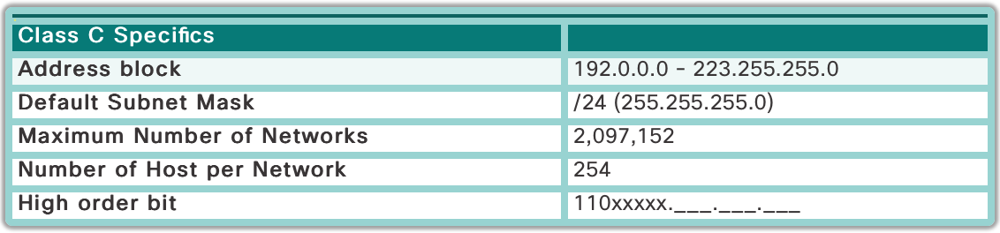 Class C Specifics
Address block 192.0.0.0 – 223.255.255.0
Default Subnet Mask /24 (255.255.255.0)
Maximum Number of Networks 2,097,152
Number of Host per Network 254
High order bit 110xxxxx.___.___.___